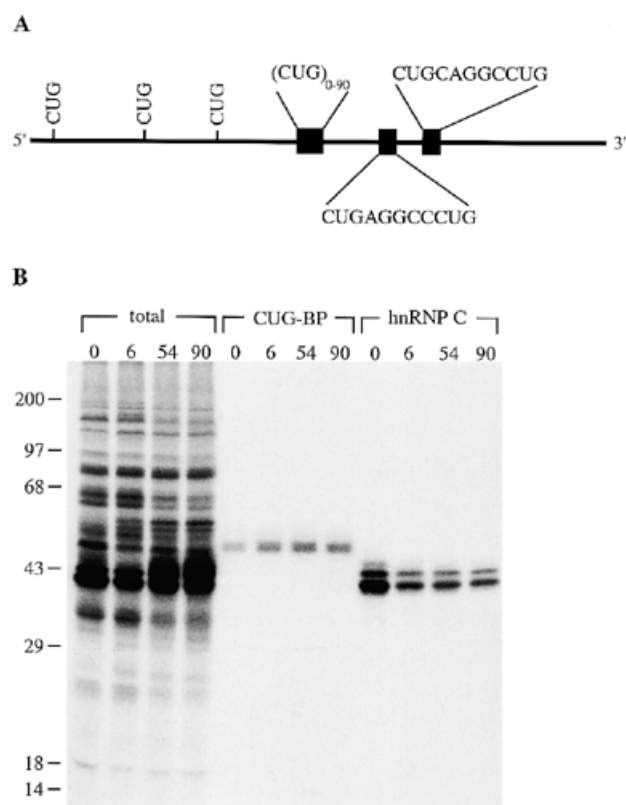 A
CUG CUG CUG (CUG)0-90 CUGCAGGCCUG
5' 3'
CUGAGGCCCUG
B
total CUG-BP hnRNP C
0 6 54 90 0 6 54 90 0 6 54 90
200
97
68
43
29
18
14